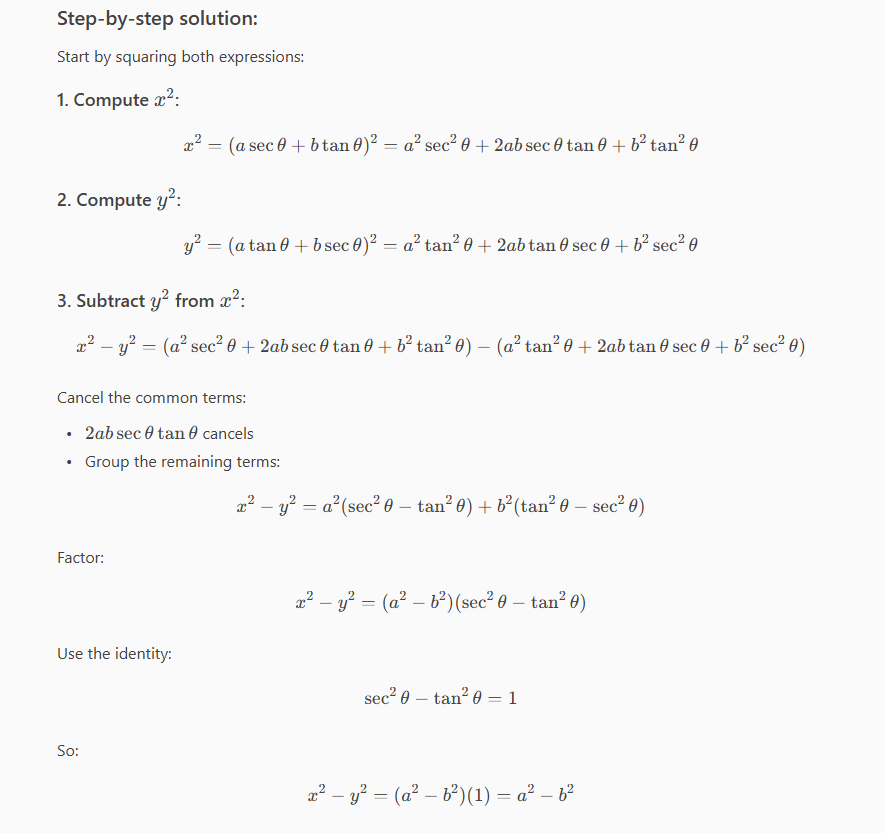 Step-by-step solution:
Start by squaring both expressions:
1. Compute x²:
x² = (a sec θ + b tan θ)² = a² sec² θ + 2ab sec θ tan θ + b² tan² θ
2. Compute y²:
y² = (a tan θ + b sec θ)² = a² tan² θ + 2ab tan θ sec θ + b² sec² θ
3. Subtract y² from x²:
x² − y² = (a² sec² θ + 2ab sec θ tan θ + b² tan² θ) − (a² tan² θ + 2ab tan θ sec θ + b² sec² θ)
Cancel the common terms:
• 2ab sec θ tan θ cancels
• Group the remaining terms:
x² − y² = a²(sec² θ − tan² θ) + b²(tan² θ − sec² θ)
Factor:
x² − y² = (a² − b²)(sec² θ − tan² θ)
Use the identity:
sec² θ − tan² θ = 1
So:
x² − y² = (a² − b²)(1) = a² − b²